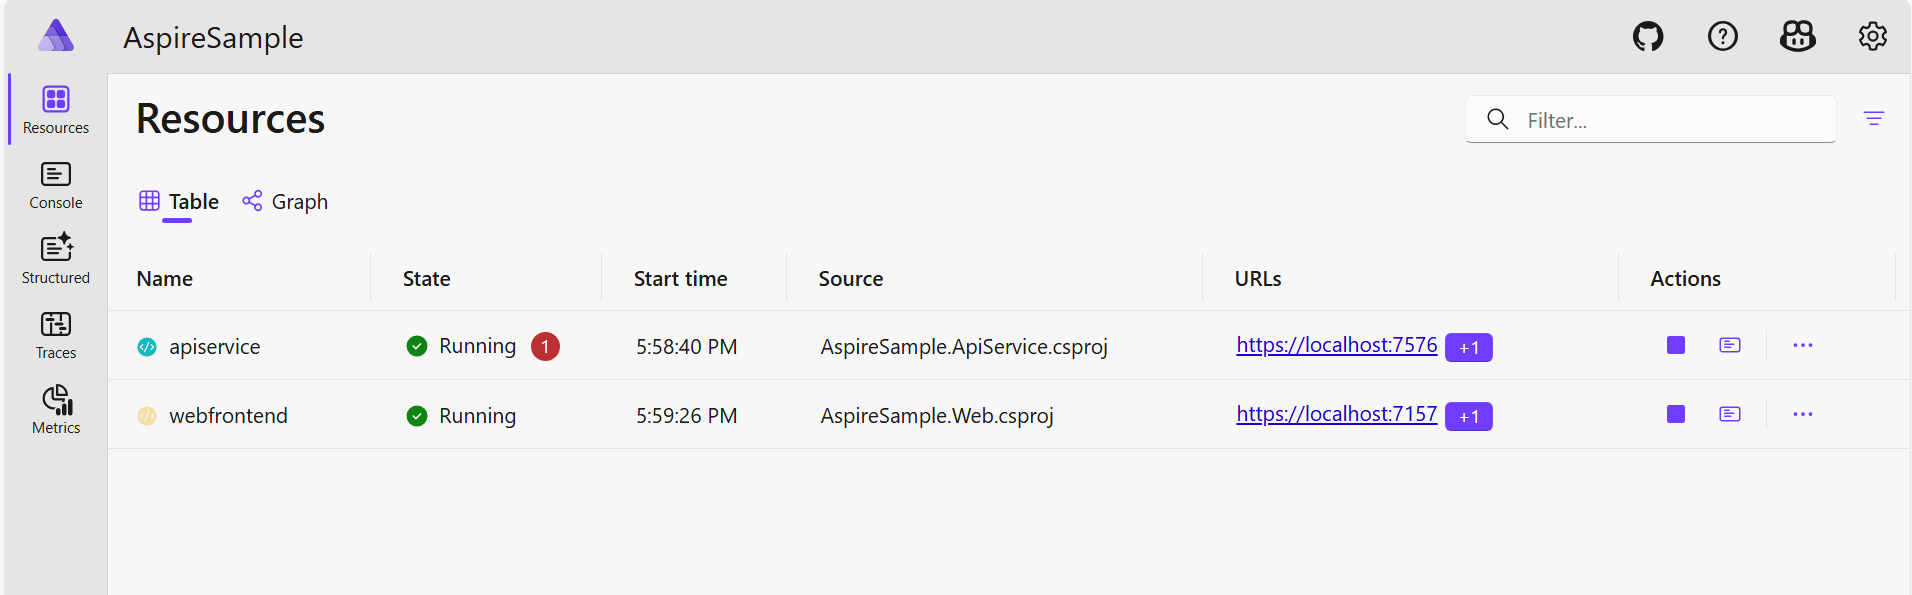 AspireSample
Resources
Console
Structured
Traces
Metrics
Resources
Filter...
Table Graph
Name State Start time Source URLs Actions
apiservice Running 1 5:58:40 PM AspireSample.ApiService.csproj https://localhost:7576 +1
webfrontend Running 5:59:26 PM AspireSample.Web.csproj https://localhost:7157 +1